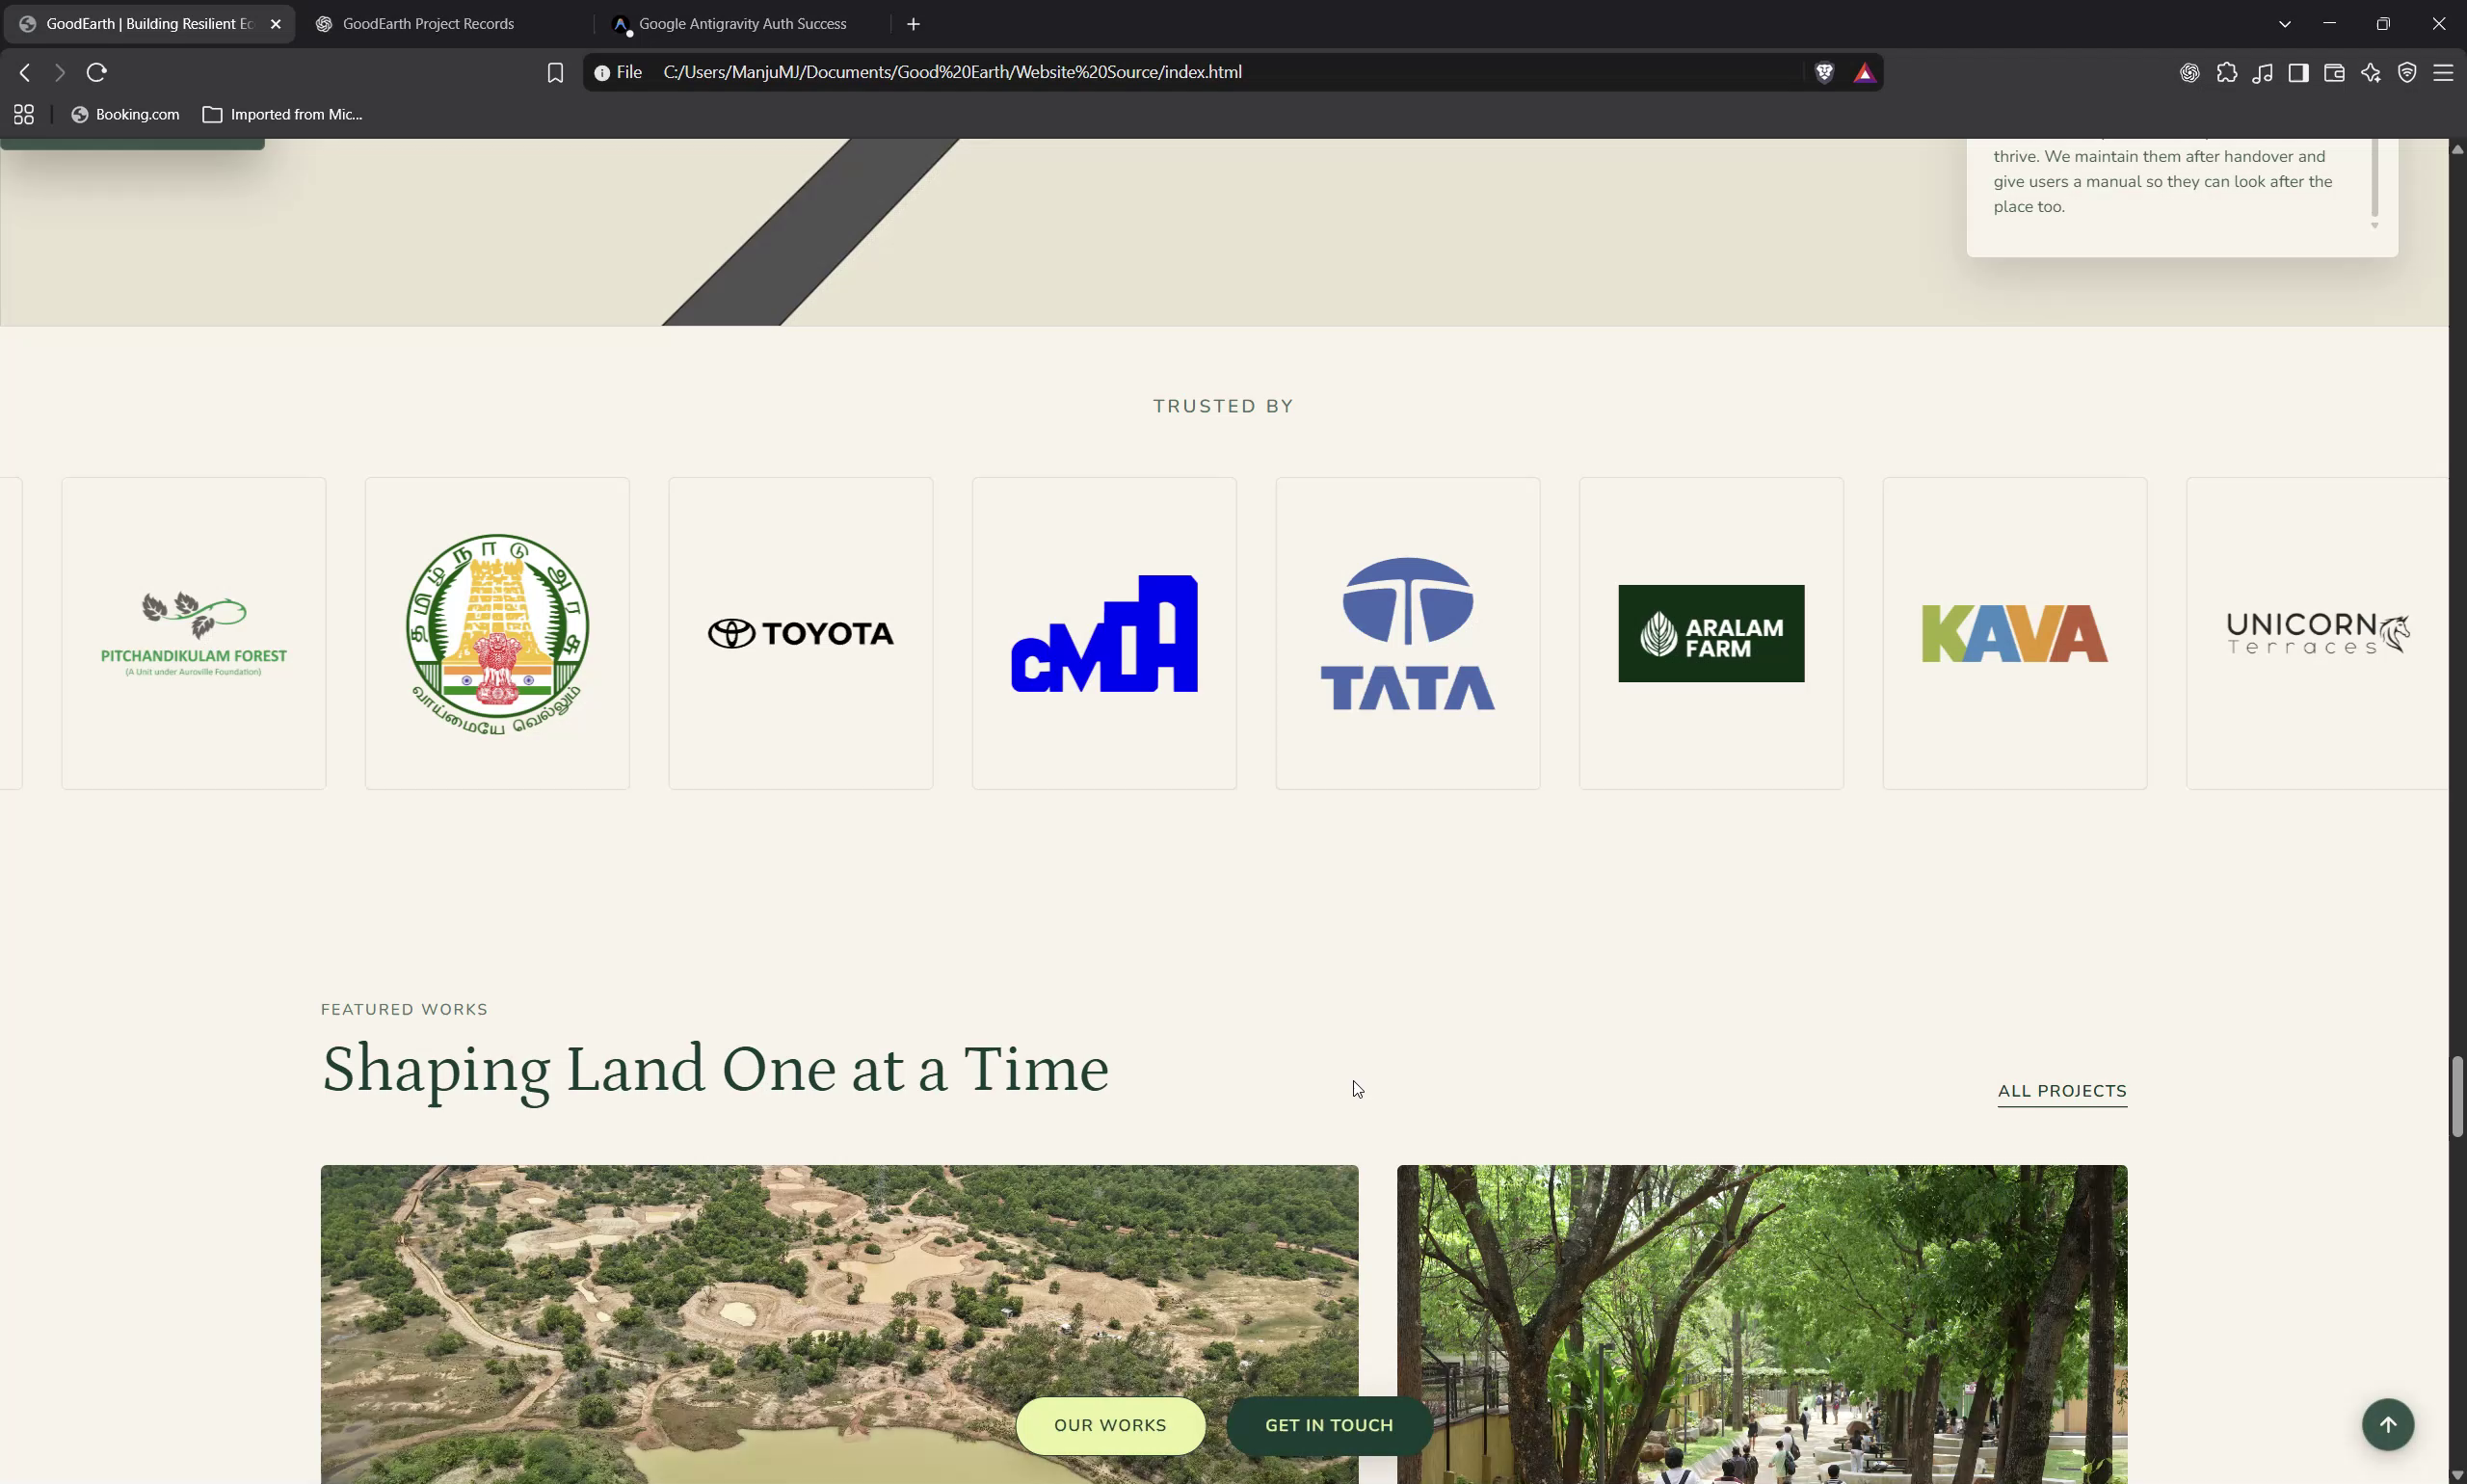 GoodEarth | Building Resilient Ec
GoodEarth Project Records
Google Antigravity Auth Success
File C:/Users/ManjuMJ/Documents/Good%20Earth/Website%20Source/index.html
Booking.com
Imported from Mic...
thrive. We maintain them after handover and
give users a manual so they can look after the
place too.
TRUSTED BY
PITCHANDIKULAM FOREST
(A Unit under Auroville Foundation)
தமிழ்நாடு அரசு
வாய்மையே வெல்லும்
TOYOTA
CMDA
TATA
ARALAM
FARM
KAVA
UNICORN
Terraces
FEATURED WORKS
Shaping Land One at a Time
ALL PROJECTS
OUR WORKS
GET IN TOUCH